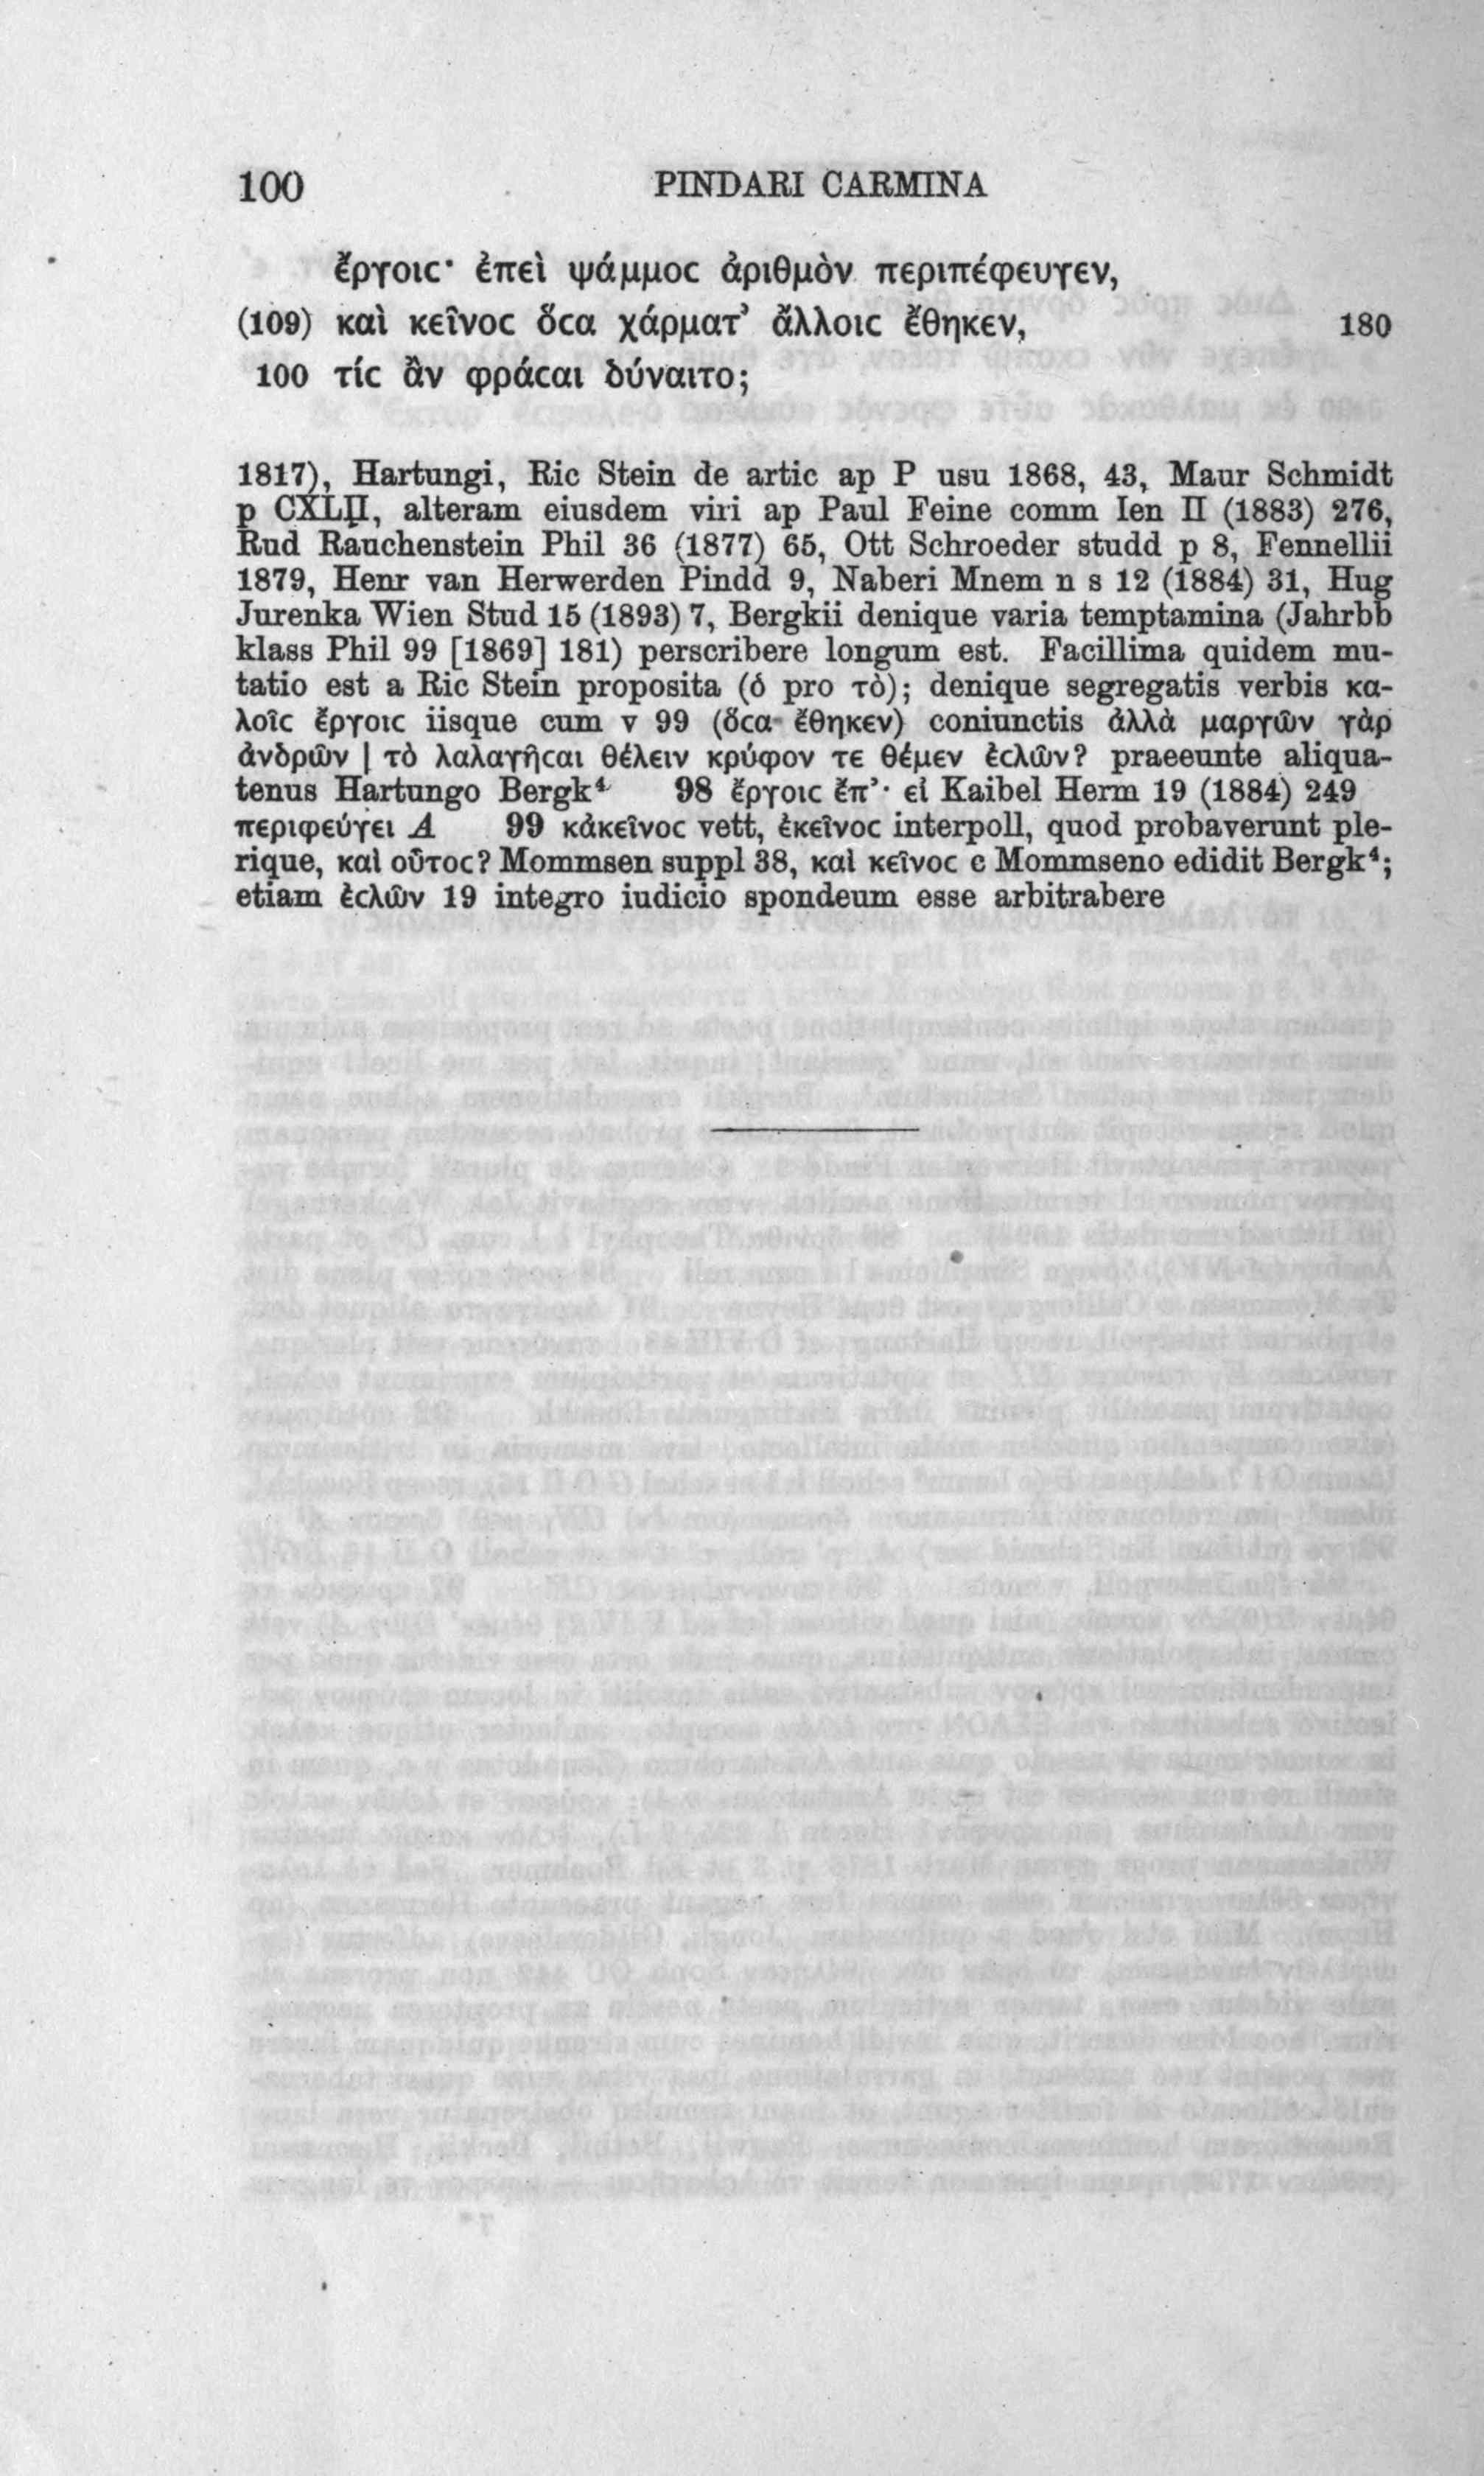 100 PINDARI CARMINA
ἔργοιϲ· ἐπεὶ ψάμμοϲ ἀριθμὸν περιπέφευγεν,
(109) καὶ κεῖνοϲ ὅϲα χάρματ’ ἄλλοιϲ ἔθηκεν, 180
100 τίϲ ἂν φράϲαι δύναιτο;
1817), Hartungi, Ric Stein de artic ap P usu 1868, 43, Maur Schmidt
p CXLII, alteram eiusdem viri ap Paul Feine comm Ien II (1883) 276,
Rud Rauchenstein Phil 36 (1877) 65, Ott Schroeder studd p 8, Fennellii
1879, Henr van Herwerden Pindd 9, Naberi Mnem n s 12 (1884) 31, Hug
Jurenka Wien Stud 15 (1893) 7, Bergkii denique varia temptamina (Jahrbb
klass Phil 99 [1869] 181) perscribere longum est. Facillima quidem mu-
tatio est a Ric Stein proposita (ὁ pro τὸ); denique segregatis verbis κα-
λοῖϲ ἔργοιϲ iisque cum v 99 (ὅϲα ἔθηκεν) coniunctis ἀλλὰ μαργῶν γὰρ
ἀνδρῶν | τὸ λαλαγῆϲαι θέλειν κρύφον τε θέμεν ἐϲλῶν? praeeunte aliqua-
tenus Hartungo Bergk⁴ 98 ἔργοιϲ ἔπ’· εἰ Kaibel Herm 19 (1884) 249
περιφεύγει A 99 κἀκεῖνοϲ vett, ἐκεῖνοϲ interpoll, quod probaverunt ple-
rique, καὶ οὗτοϲ? Mommsen suppl 38, καὶ κεῖνοϲ c Mommseno edidit Bergk⁴;
etiam ἐϲλῶν 19 integro iudicio spondeum esse arbitrabere